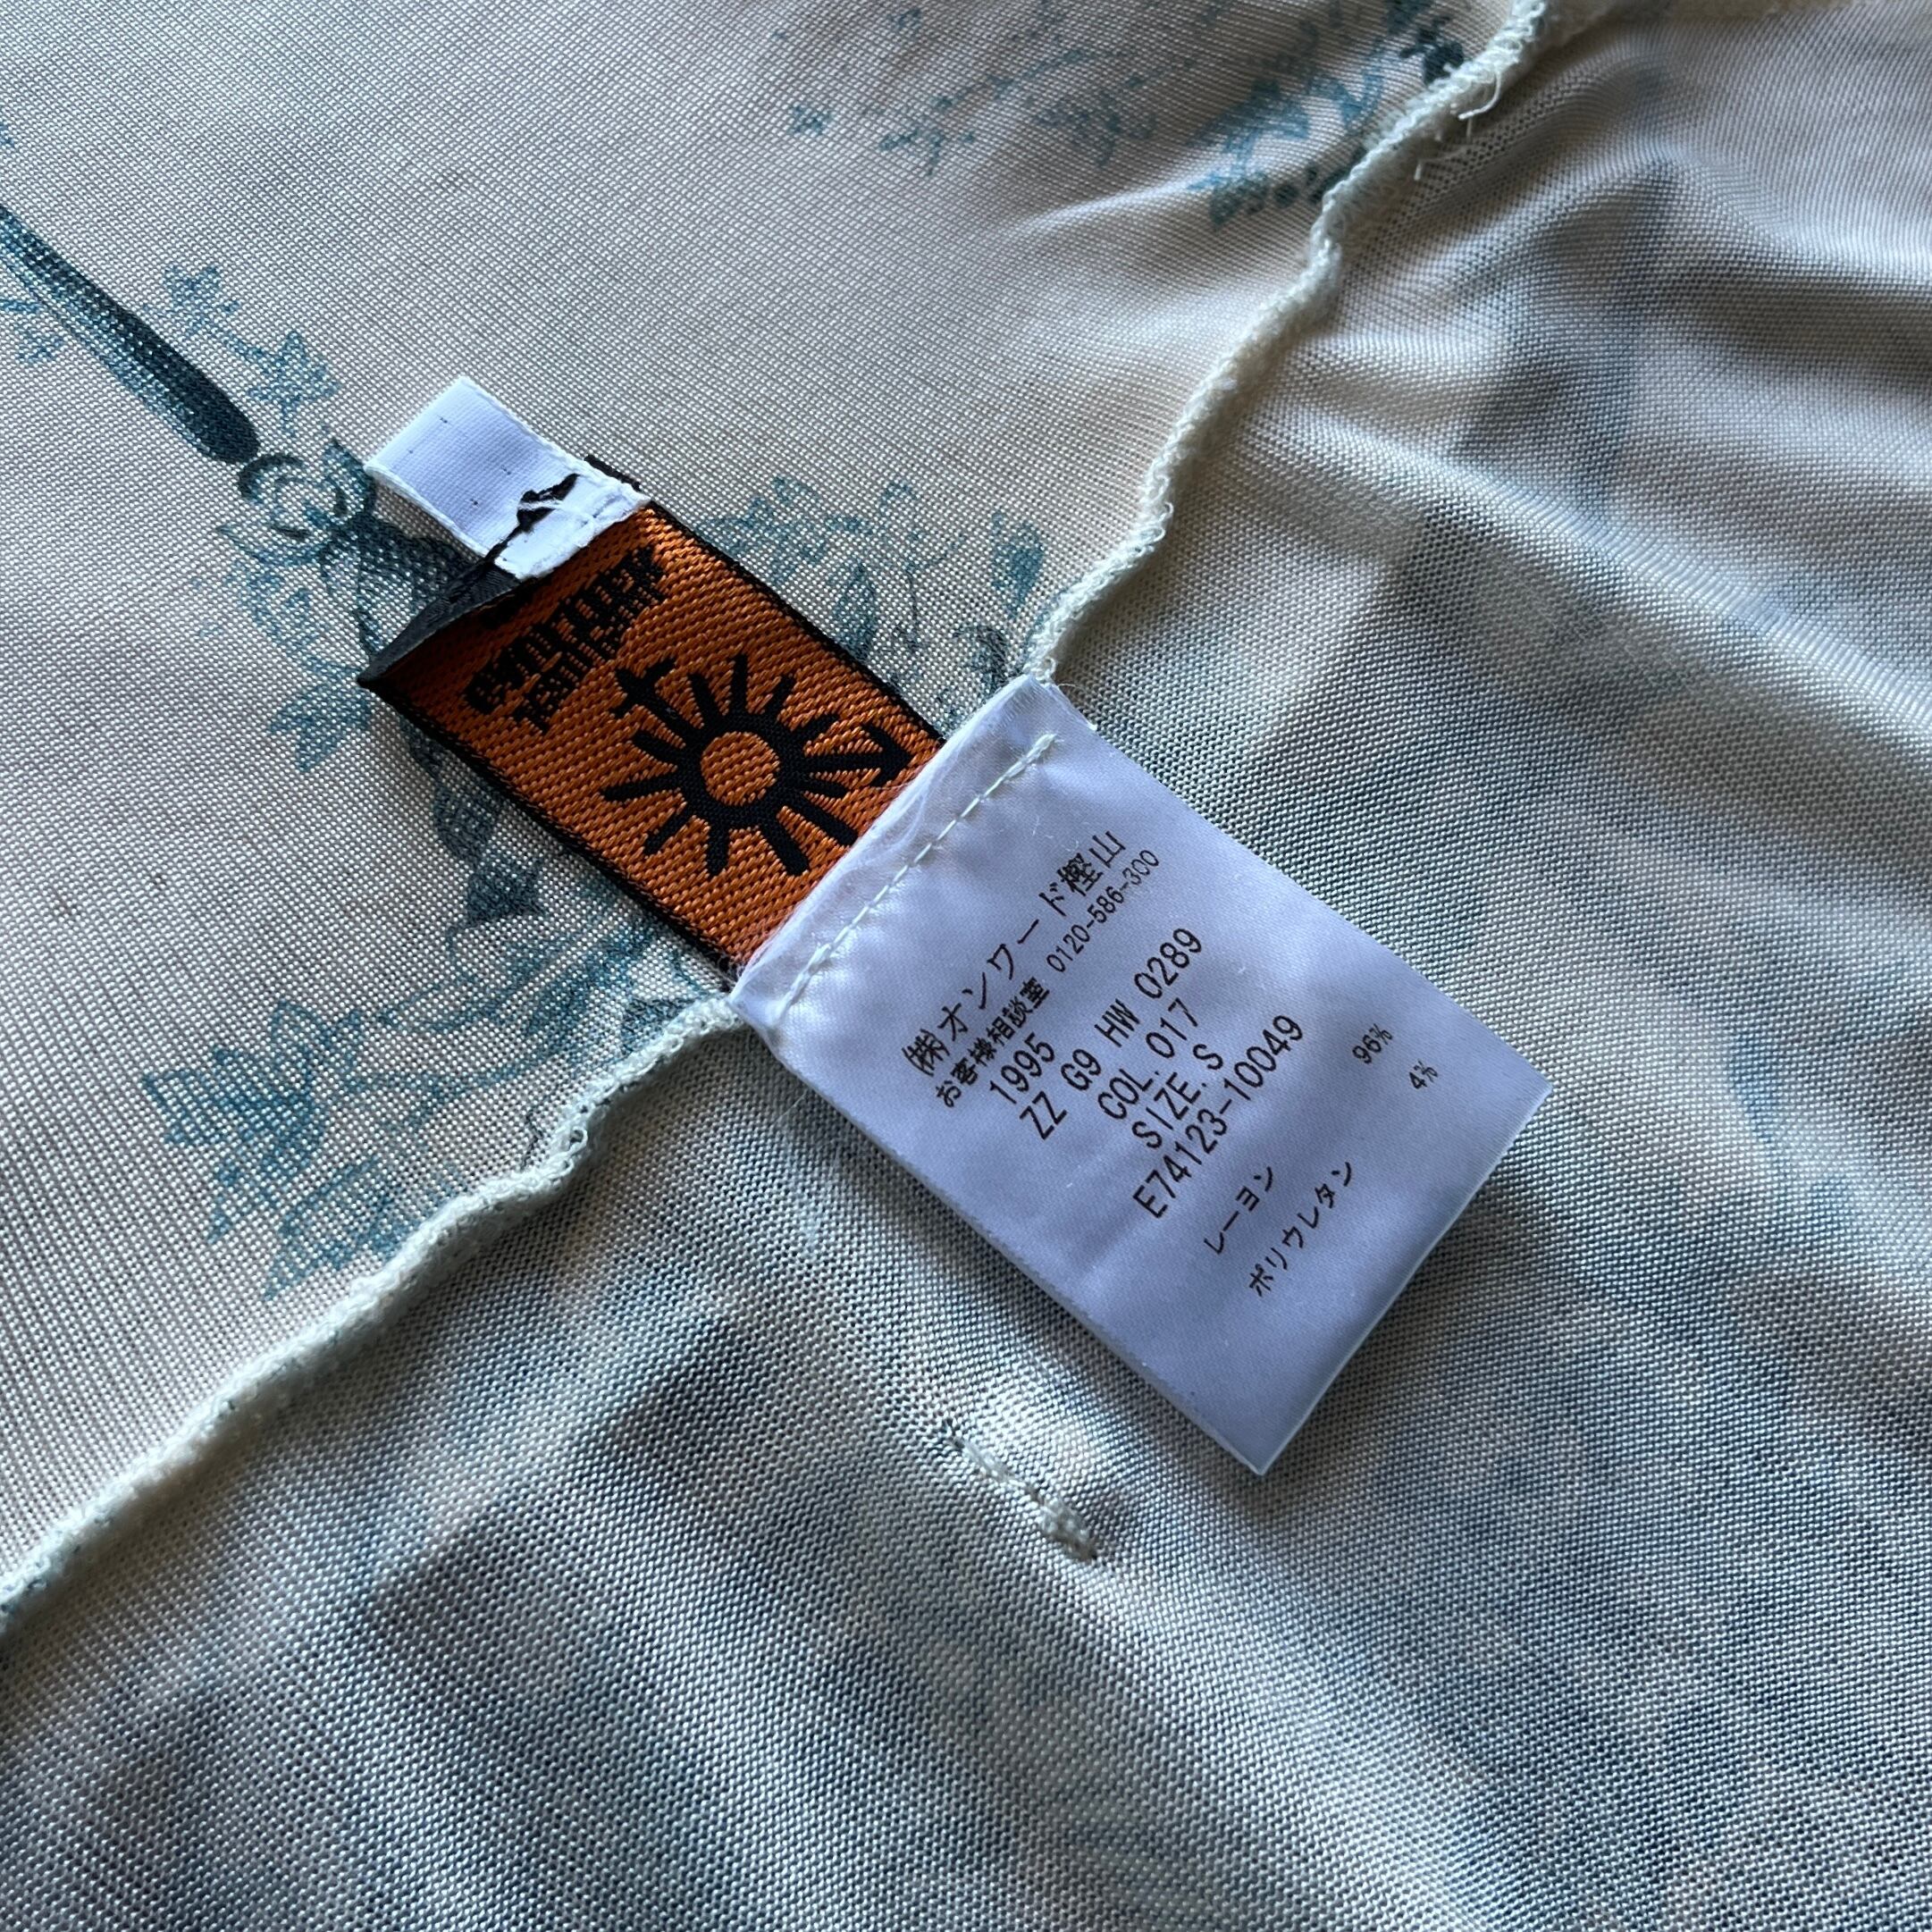 (株)オンワード樫山
お客様相談室 0120-586-300
1995
ZZ G9 HW 0289
COL. 017
SIZE. S
E74123-10049
レーヨン 96%
ポリウレタン 4%